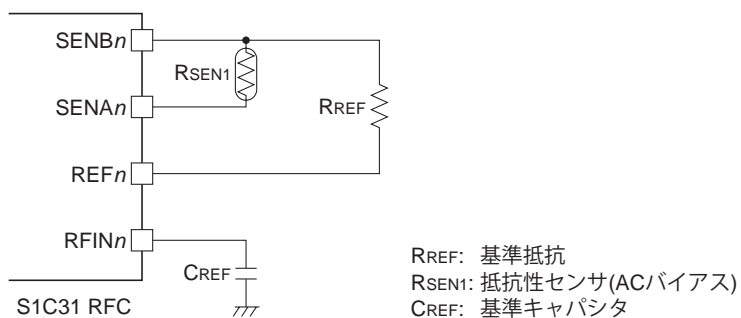 SENBn
RSEN1
SENAn
RREF
REFn
RFINn
CREF
S1C31 RFC
RREF: 基準抵抗
RSEN1: 抵抗性センサ(ACバイアス)
CREF: 基準キャパシタ